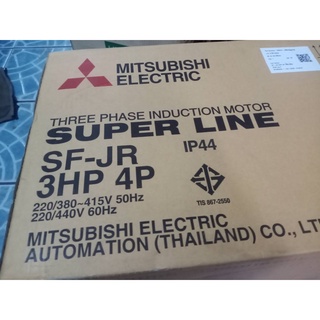 MITSUBISHI
ELECTRIC
THREE PHASE INDUCTION MOTOR
SUPER LINE
SF-JR IP44
3HP 4P
220/380~415V 50Hz
220/440V 60Hz
TIS 867-2550
MITSUBISHI ELECTRIC
AUTOMATION (THAILAND) CO., LT